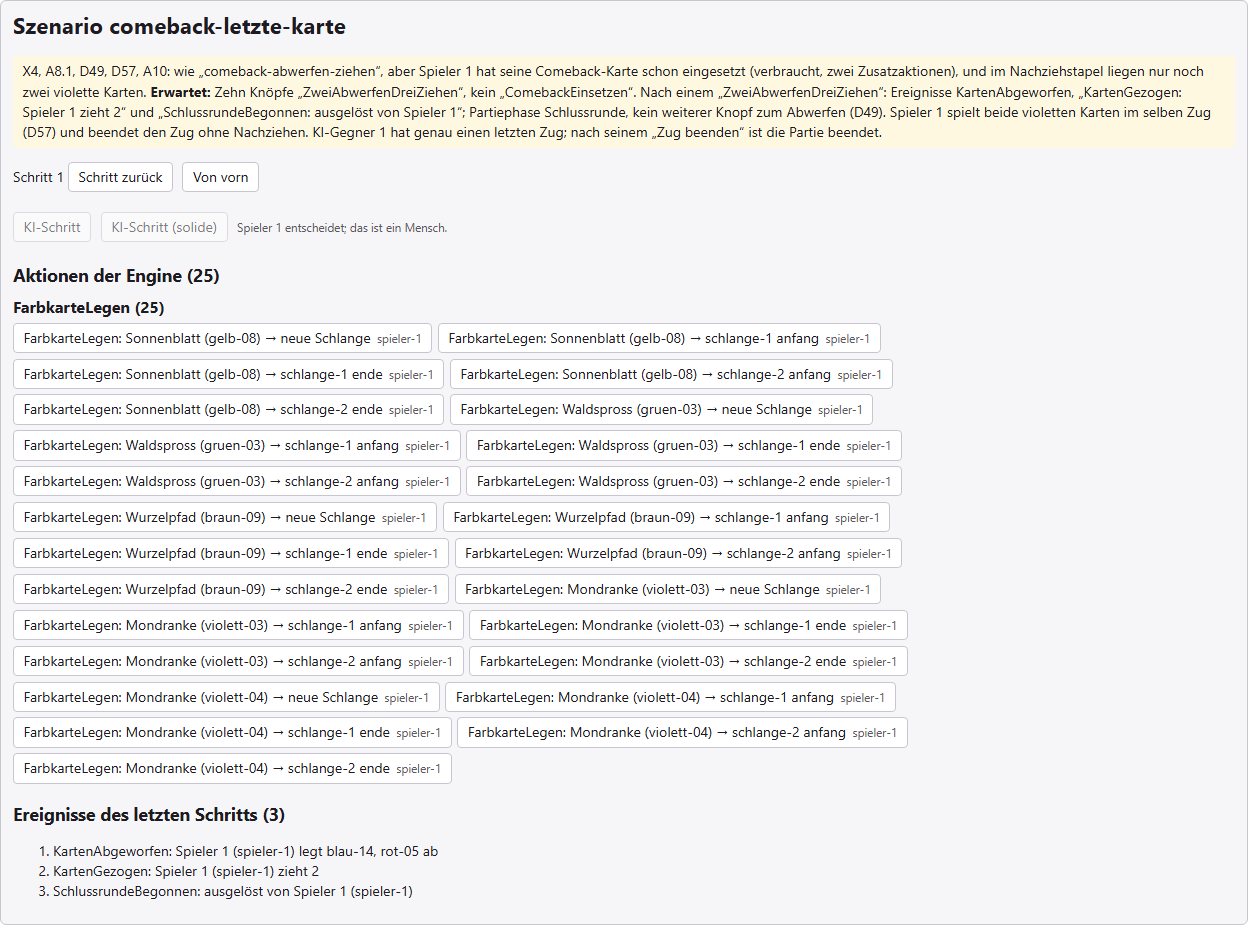 Szenario comeback-letzte-karte
X4, A8.1, D49, D57, A10: wie „comeback-abwerfen-ziehen“, aber Spieler 1 hat seine Comeback-Karte schon eingesetzt (verbraucht, zwei Zusatzaktionen), und im Nachziehstapel liegen nur noch
zwei violette Karten. Erwartet: Zehn Knöpfe „ZweiAbwerfenDreiZiehen“, kein „ComebackEinsetzen“. Nach einem „ZweiAbwerfenDreiZiehen“: Ereignisse KartenAbgeworfen, „KartenGezogen:
Spieler 1 zieht 2“ und „SchlussrundeBegonnen: ausgelöst von Spieler 1“; Partiephase Schlussrunde, kein weiterer Knopf zum Abwerfen (D49). Spieler 1 spielt beide violetten Karten im selben Zug
(D57) und beendet den Zug ohne Nachziehen. KI-Gegner 1 hat genau einen letzten Zug; nach seinem „Zug beenden“ ist die Partie beendet.
Schritt 1 Schritt zurück Von vorn
KI-Schritt KI-Schritt (solide) Spieler 1 entscheidet; das ist ein Mensch.
Aktionen der Engine (25)
FarbkarteLegen (25)
FarbkarteLegen: Sonnenblatt (gelb-08) → neue Schlange spieler-1 FarbkarteLegen: Sonnenblatt (gelb-08) → schlange-1 anfang spieler-1
FarbkarteLegen: Sonnenblatt (gelb-08) → schlange-1 ende spieler-1 FarbkarteLegen: Sonnenblatt (gelb-08) → schlange-2 anfang spieler-1
FarbkarteLegen: Sonnenblatt (gelb-08) → schlange-2 ende spieler-1 FarbkarteLegen: Waldspross (gruen-03) → neue Schlange spieler-1
FarbkarteLegen: Waldspross (gruen-03) → schlange-1 anfang spieler-1 FarbkarteLegen: Waldspross (gruen-03) → schlange-1 ende spieler-1
FarbkarteLegen: Waldspross (gruen-03) → schlange-2 anfang spieler-1 FarbkarteLegen: Waldspross (gruen-03) → schlange-2 ende spieler-1
FarbkarteLegen: Wurzelpfad (braun-09) → neue Schlange spieler-1 FarbkarteLegen: Wurzelpfad (braun-09) → schlange-1 anfang spieler-1
FarbkarteLegen: Wurzelpfad (braun-09) → schlange-1 ende spieler-1 FarbkarteLegen: Wurzelpfad (braun-09) → schlange-2 anfang spieler-1
FarbkarteLegen: Wurzelpfad (braun-09) → schlange-2 ende spieler-1 FarbkarteLegen: Mondranke (violett-03) → neue Schlange spieler-1
FarbkarteLegen: Mondranke (violett-03) → schlange-1 anfang spieler-1 FarbkarteLegen: Mondranke (violett-03) → schlange-1 ende spieler-1
FarbkarteLegen: Mondranke (violett-03) → schlange-2 anfang spieler-1 FarbkarteLegen: Mondranke (violett-03) → schlange-2 ende spieler-1
FarbkarteLegen: Mondranke (violett-04) → neue Schlange spieler-1 FarbkarteLegen: Mondranke (violett-04) → schlange-1 anfang spieler-1
FarbkarteLegen: Mondranke (violett-04) → schlange-1 ende spieler-1 FarbkarteLegen: Mondranke (violett-04) → schlange-2 anfang spieler-1
FarbkarteLegen: Mondranke (violett-04) → schlange-2 ende spieler-1
Ereignisse des letzten Schritts (3)
1. KartenAbgeworfen: Spieler 1 (spieler-1) legt blau-14, rot-05 ab
2. KartenGezogen: Spieler 1 (spieler-1) zieht 2
3. SchlussrundeBegonnen: ausgelöst von Spieler 1 (spieler-1)